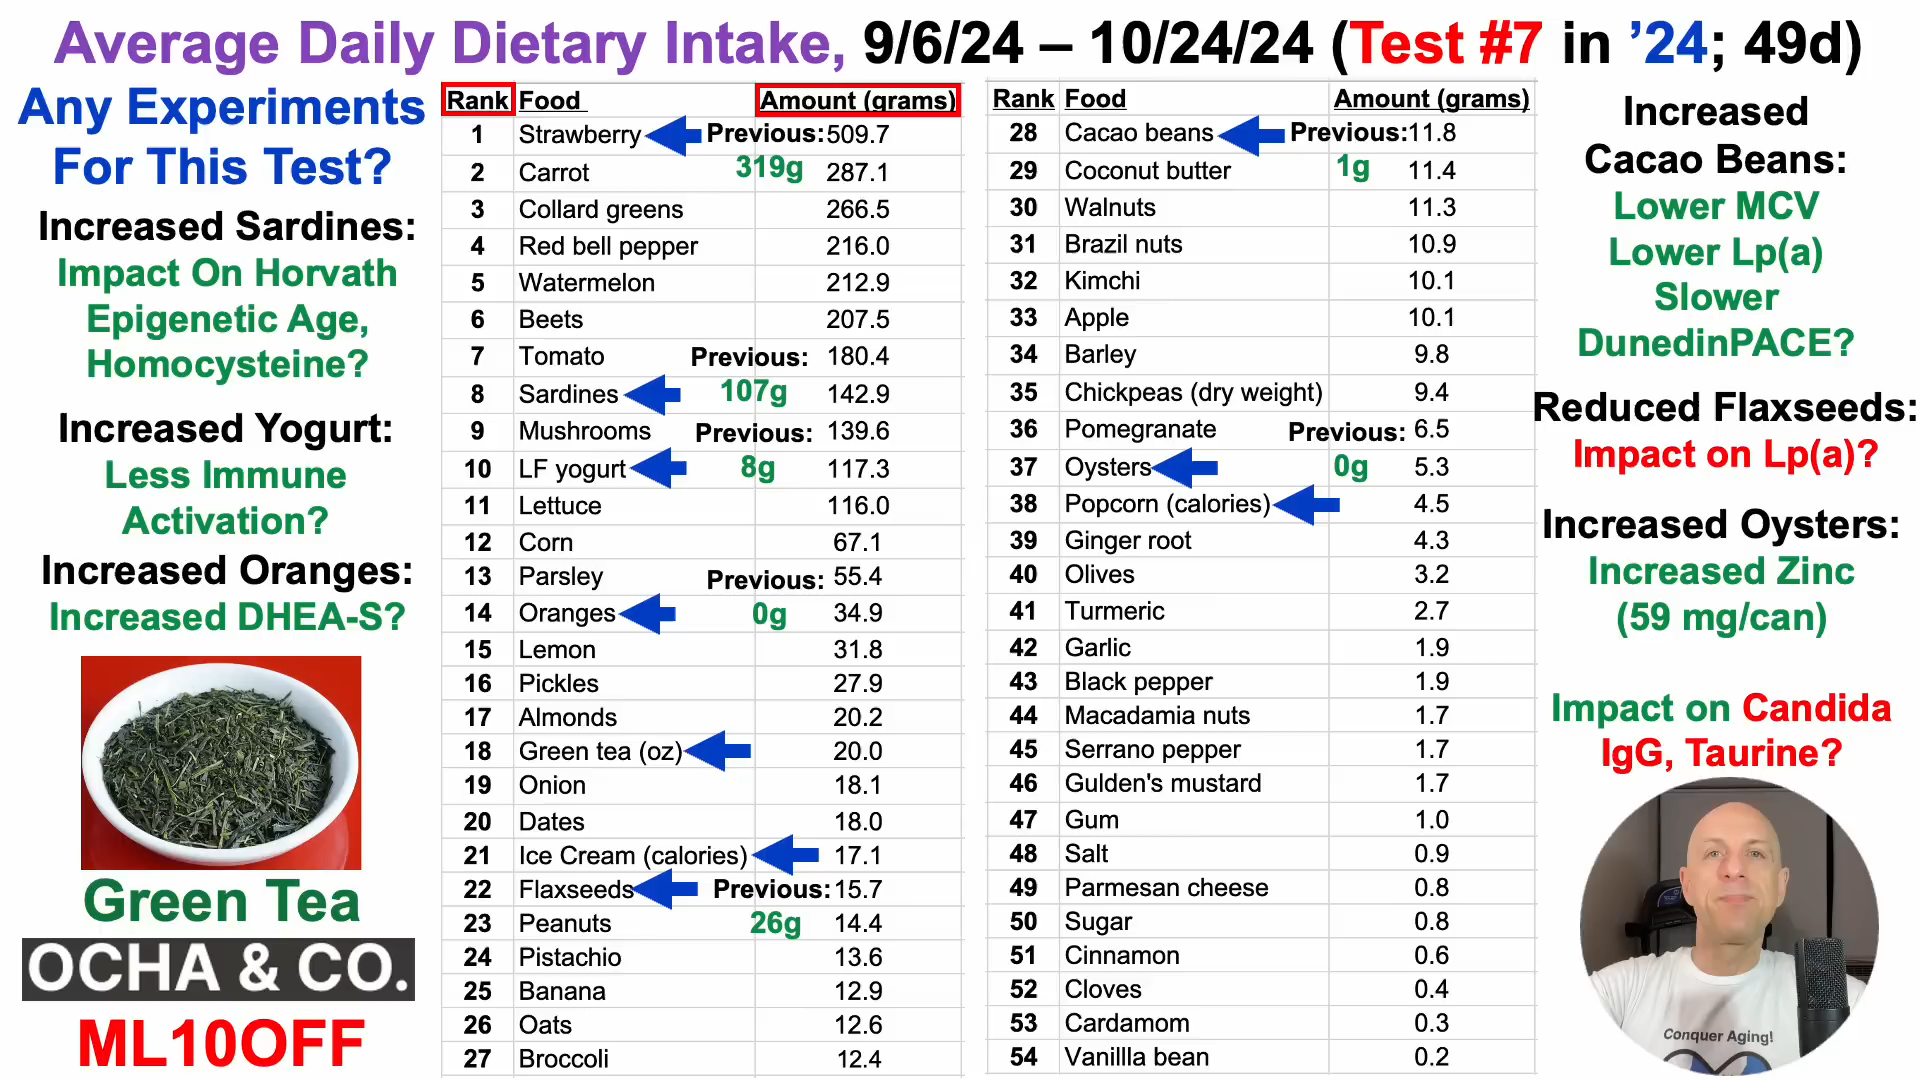 Average Daily Dietary Intake, 9/6/24 – 10/24/24 (Test #7 in ’24; 49d)
Any Experiments
For This Test?
Increased Sardines:
Impact On Horvath
Epigenetic Age,
Homocysteine?
Increased Yogurt:
Less Immune
Activation?
Increased Oranges:
Increased DHEA-S?
Green Tea
OCHA & CO.
ML10OFF
Rank Food Amount (grams)
1 Strawberry Previous: 509.7
2 Carrot 319g 287.1
3 Collard greens 266.5
4 Red bell pepper 216.0
5 Watermelon 212.9
6 Beets 207.5
7 Tomato Previous: 180.4
8 Sardines 107g 142.9
9 Mushrooms Previous: 139.6
10 LF yogurt 8g 117.3
11 Lettuce 116.0
12 Corn 67.1
13 Parsley Previous: 55.4
14 Oranges 0g 34.9
15 Lemon 31.8
16 Pickles 27.9
17 Almonds 20.2
18 Green tea (oz) 20.0
19 Onion 18.1
20 Dates 18.0
21 Ice Cream (calories) 17.1
22 Flaxseeds Previous: 15.7
23 Peanuts 26g 14.4
24 Pistachio 13.6
25 Banana 12.9
26 Oats 12.6
27 Broccoli 12.4
Rank Food Amount (grams)
28 Cacao beans Previous: 11.8
29 Coconut butter 1g 11.4
30 Walnuts 11.3
31 Brazil nuts 10.9
32 Kimchi 10.1
33 Apple 10.1
34 Barley 9.8
35 Chickpeas (dry weight) 9.4
36 Pomegranate Previous: 6.5
37 Oysters 0g 5.3
38 Popcorn (calories) 4.5
39 Ginger root 4.3
40 Olives 3.2
41 Turmeric 2.7
42 Garlic 1.9
43 Black pepper 1.9
44 Macadamia nuts 1.7
45 Serrano pepper 1.7
46 Gulden's mustard 1.7
47 Gum 1.0
48 Salt 0.9
49 Parmesan cheese 0.8
50 Sugar 0.8
51 Cinnamon 0.6
52 Cloves 0.4
53 Cardamom 0.3
54 Vanillla bean 0.2
Increased
Cacao Beans:
Lower MCV
Lower Lp(a)
Slower
DunedinPACE?
Reduced Flaxseeds:
Impact on Lp(a)?
Increased Oysters:
Increased Zinc
(59 mg/can)
Impact on Candida
IgG, Taurine?
Conquer Aging!